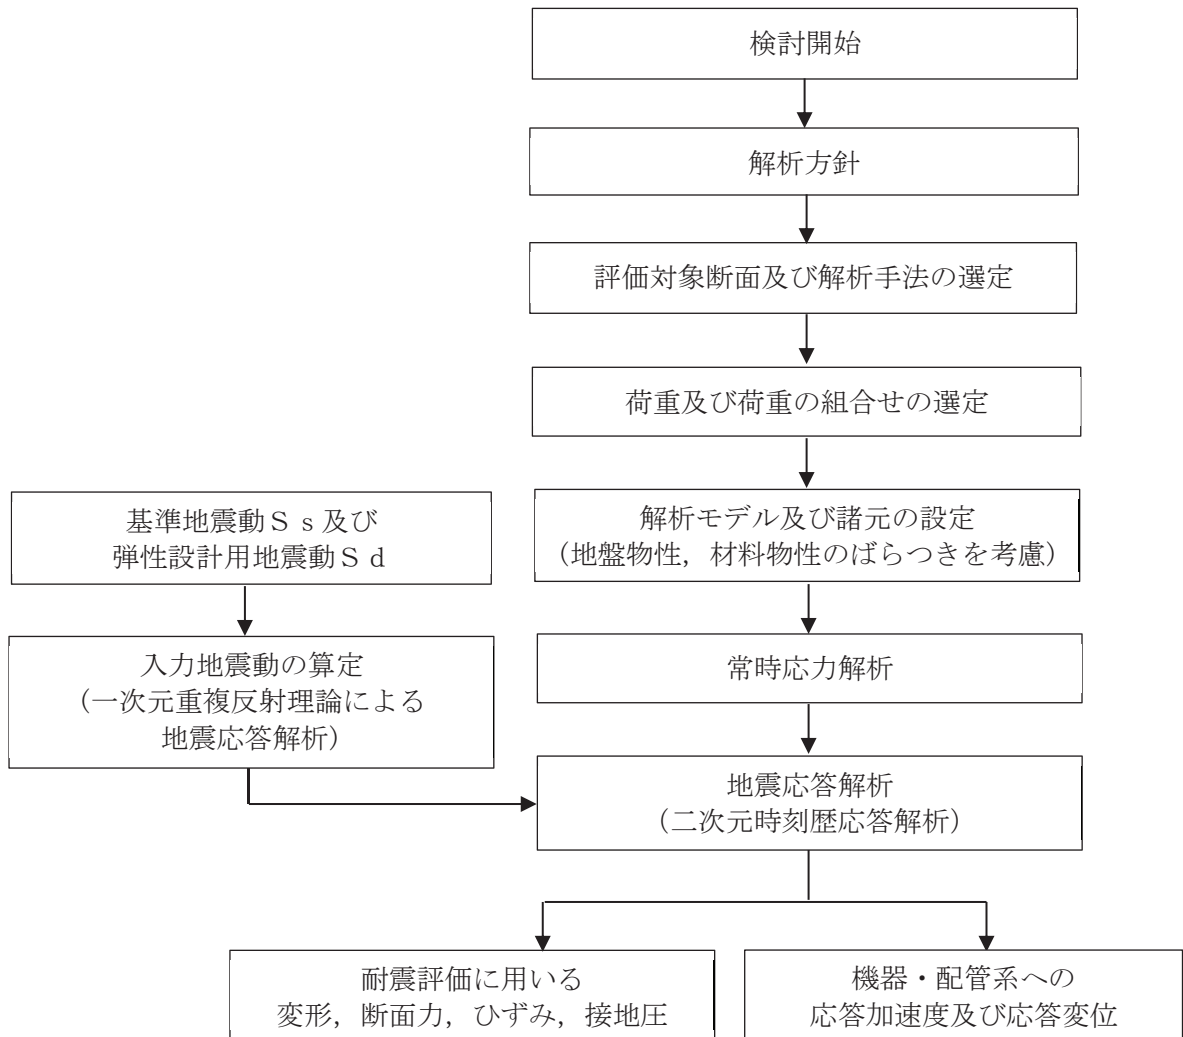 検討開始
解析方針
評価対象断面及び解析手法の選定
荷重及び荷重の組合せの選定
基準地震動Ｓｓ及び
弾性設計用地震動Ｓｄ
解析モデル及び諸元の設定
（地盤物性，材料物性のばらつきを考慮）
入力地震動の算定
（一次元重複反射理論による
地震応答解析）
常時応力解析
地震応答解析
（二次元時刻歴応答解析）
耐震評価に用いる
変形，断面力，ひずみ，接地圧
機器・配管系への
応答加速度及び応答変位